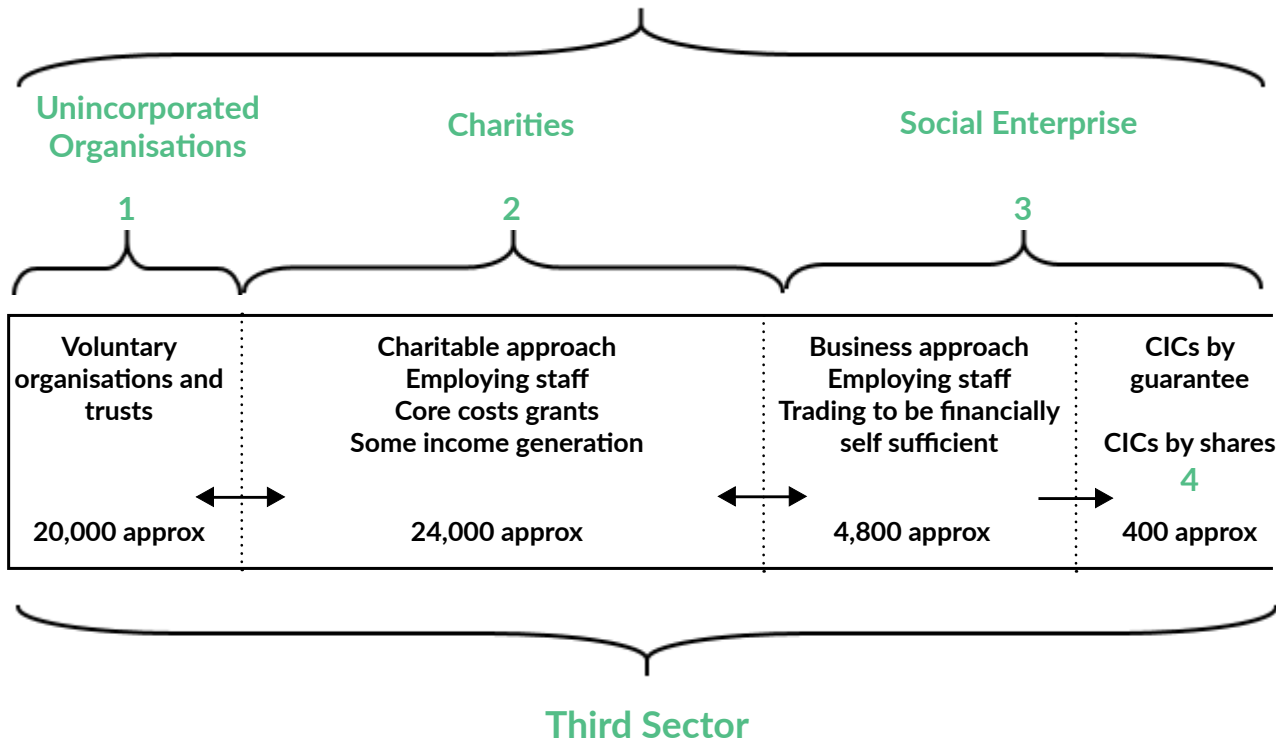 Unincorporated
Organisations
Charities
Social Enterprise
1
2
3
Voluntary
organisations and
trusts
20,000 approx
Charitable approach
Employing staff
Core costs grants
Some income generation
24,000 approx
Business approach
Employing staff
Trading to be financially
self sufficient
4,800 approx
CICs by
guarantee
CICs by shares
4
400 approx
Third Sector